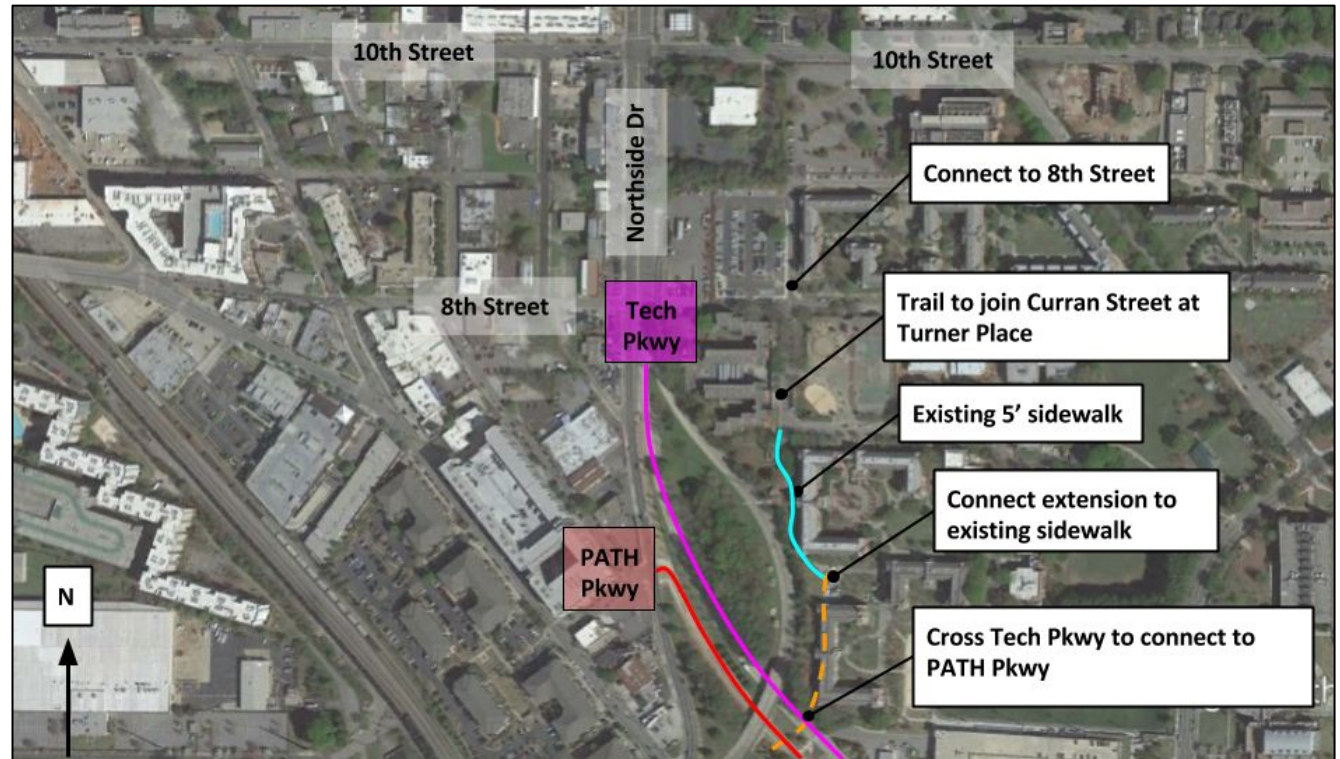 10th Street
10th Street
Northside Dr
Connect to 8th Street
8th Street
Tech
Pkwy
Trail to join Curran Street at
Turner Place
Existing 5’ sidewalk
Connect extension to
existing sidewalk
PATH
Pkwy
N
Cross Tech Pkwy to connect to
PATH Pkwy